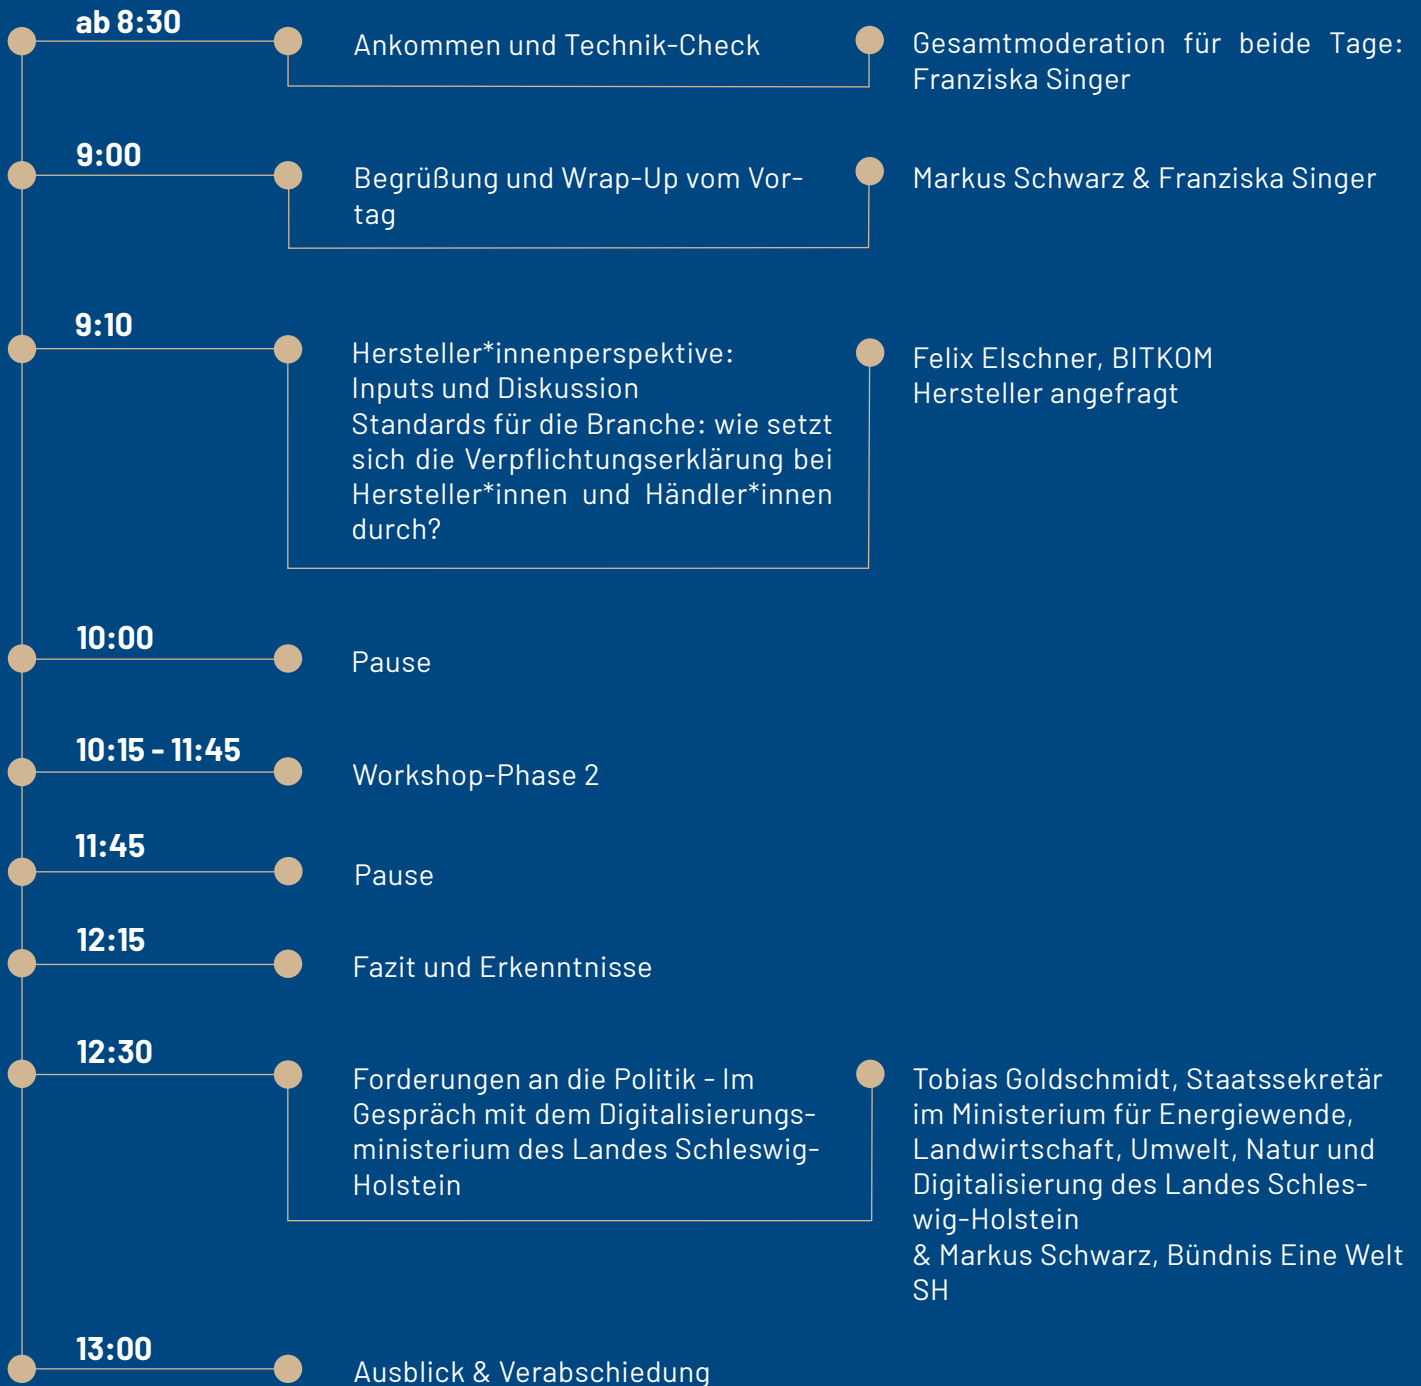 ab 8:30
Ankommen und Technik-Check
Gesamtmoderation für beide Tage:
Franziska Singer
9:00
Begrüßung und Wrap-Up vom Vor-
tag
Markus Schwarz & Franziska Singer
9:10
Hersteller*innenperspektive:
Inputs und Diskussion
Standards für die Branche: wie setzt
sich die Verpflichtungserklärung bei
Hersteller*innen und Händler*innen
durch?
Felix Elschner, BITKOM
Hersteller angefragt
10:00
Pause
10:15 - 11:45
Workshop-Phase 2
11:45
Pause
12:15
Fazit und Erkenntnisse
12:30
Forderungen an die Politik - Im
Gespräch mit dem Digitalisierungs-
ministerium des Landes Schleswig-
Holstein
Tobias Goldschmidt, Staatssekretär
im Ministerium für Energiewende,
Landwirtschaft, Umwelt, Natur und
Digitalisierung des Landes Schles-
wig-Holstein
& Markus Schwarz, Bündnis Eine Welt
SH
13:00
Ausblick & Verabschiedung